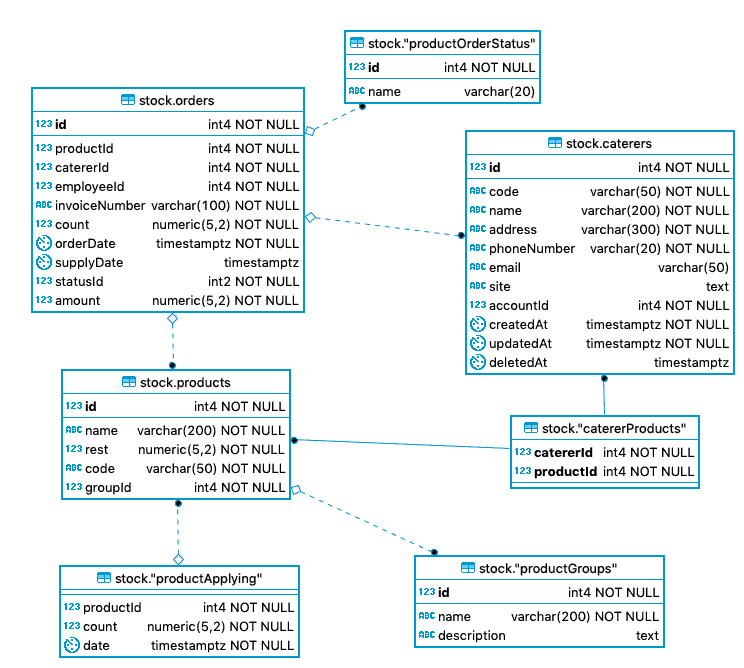 stock."productOrderStatus"
123 id int4 NOT NULL
ABC name varchar(20)
stock.orders
123 id int4 NOT NULL
123 productId int4 NOT NULL
123 catererId int4 NOT NULL
123 employeeId int4 NOT NULL
ABC invoiceNumber varchar(100) NOT NULL
123 count numeric(5,2) NOT NULL
orderDate timestamptz NOT NULL
supplyDate timestamptz
123 statusId int2 NOT NULL
123 amount numeric(5,2) NOT NULL
stock.caterers
123 id int4 NOT NULL
ABC code varchar(50) NOT NULL
ABC name varchar(200) NOT NULL
ABC address varchar(300) NOT NULL
ABC phoneNumber varchar(20) NOT NULL
ABC email varchar(50)
ABC site text
123 accountId int4 NOT NULL
createdAt timestamptz NOT NULL
updatedAt timestamptz NOT NULL
deletedAt timestamptz
stock.products
123 id int4 NOT NULL
ABC name varchar(200) NOT NULL
123 rest numeric(5,2) NOT NULL
ABC code varchar(50) NOT NULL
123 groupId int4 NOT NULL
stock."catererProducts"
123 catererId int4 NOT NULL
123 productId int4 NOT NULL
stock."productApplying"
123 productId int4 NOT NULL
123 count numeric(5,2) NOT NULL
date timestamptz NOT NULL
stock."productGroups"
123 id int4 NOT NULL
ABC name varchar(200) NOT NULL
ABC description text